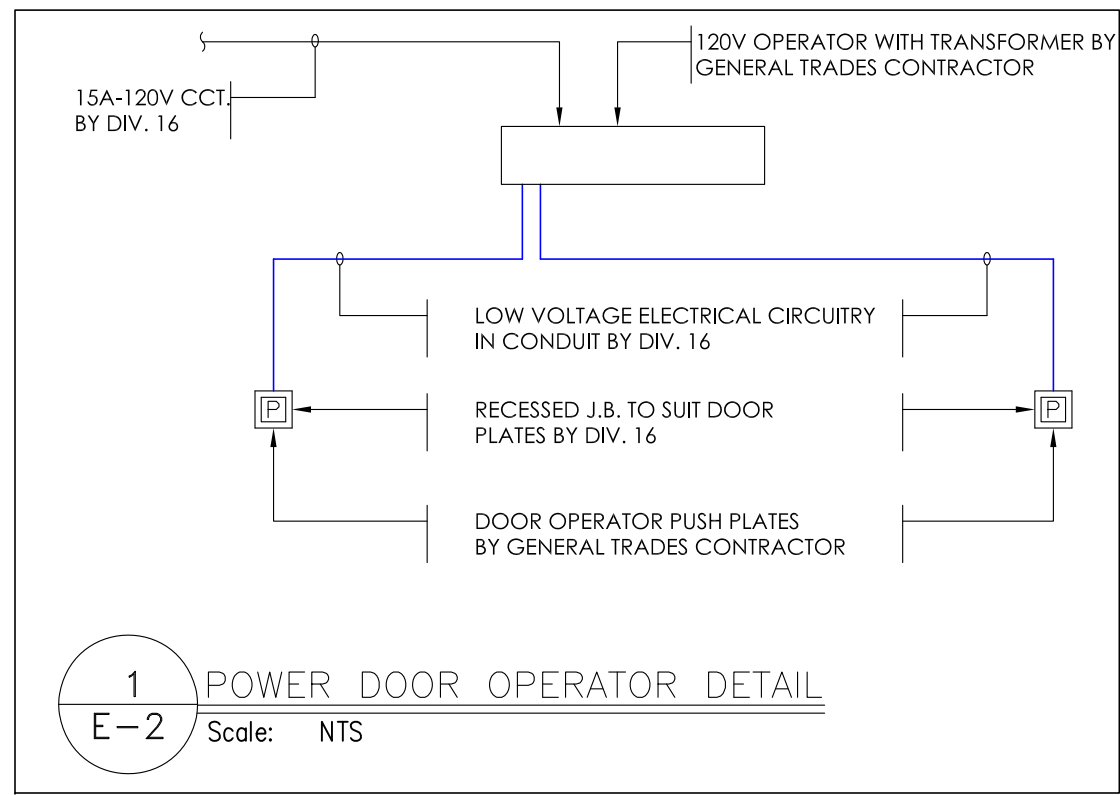 120V OPERATOR WITH TRANSFORMER BY
GENERAL TRADES CONTRACTOR
15A-120V CCT.
BY DIV. 16
LOW VOLTAGE ELECTRICAL CIRCUITRY
IN CONDUIT BY DIV. 16
P
RECESSED J.B. TO SUIT DOOR
PLATES BY DIV. 16
P
DOOR OPERATOR PUSH PLATES
BY GENERAL TRADES CONTRACTOR
1
E-2
POWER DOOR OPERATOR DETAIL
Scale: NTS